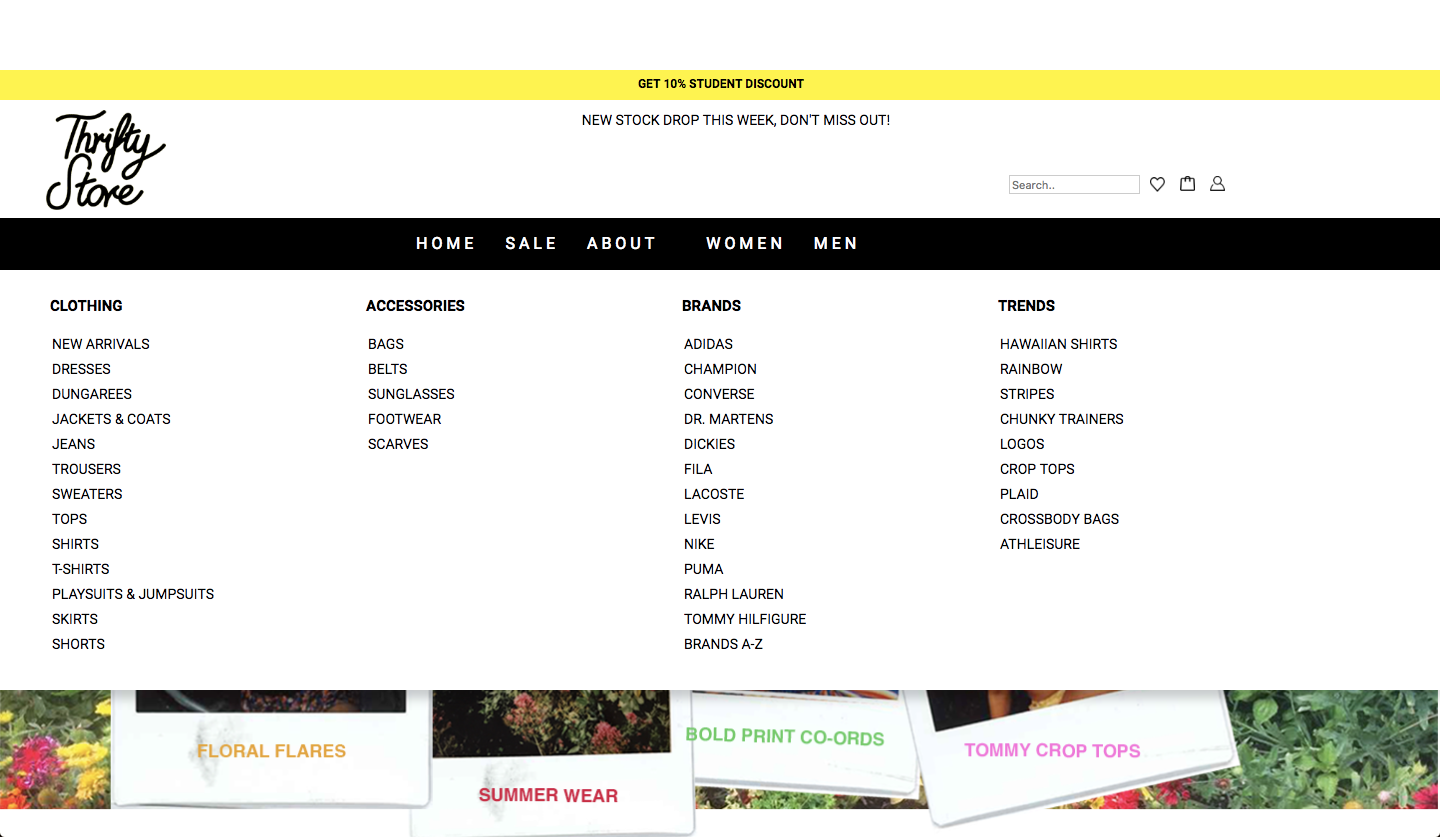 GET 10% STUDENT DISCOUNT
Thrifty
Store
NEW STOCK DROP THIS WEEK, DON'T MISS OUT!
Search..
HOME SALE ABOUT WOMEN MEN
CLOTHING
NEW ARRIVALS
DRESSES
DUNGAREES
JACKETS & COATS
JEANS
TROUSERS
SWEATERS
TOPS
SHIRTS
T-SHIRTS
PLAYSUITS & JUMPSUITS
SKIRTS
SHORTS
ACCESSORIES
BAGS
BELTS
SUNGLASSES
FOOTWEAR
SCARVES
BRANDS
ADIDAS
CHAMPION
CONVERSE
DR. MARTENS
DICKIES
FILA
LACOSTE
LEVIS
NIKE
PUMA
RALPH LAUREN
TOMMY HILFIGURE
BRANDS A-Z
TRENDS
HAWAIIAN SHIRTS
RAINBOW
STRIPES
CHUNKY TRAINERS
LOGOS
CROP TOPS
PLAID
CROSSBODY BAGS
ATHLEISURE
FLORAL FLARES
SUMMER WEAR
BOLD PRINT CO-ORDS
TOMMY CROP TOPS